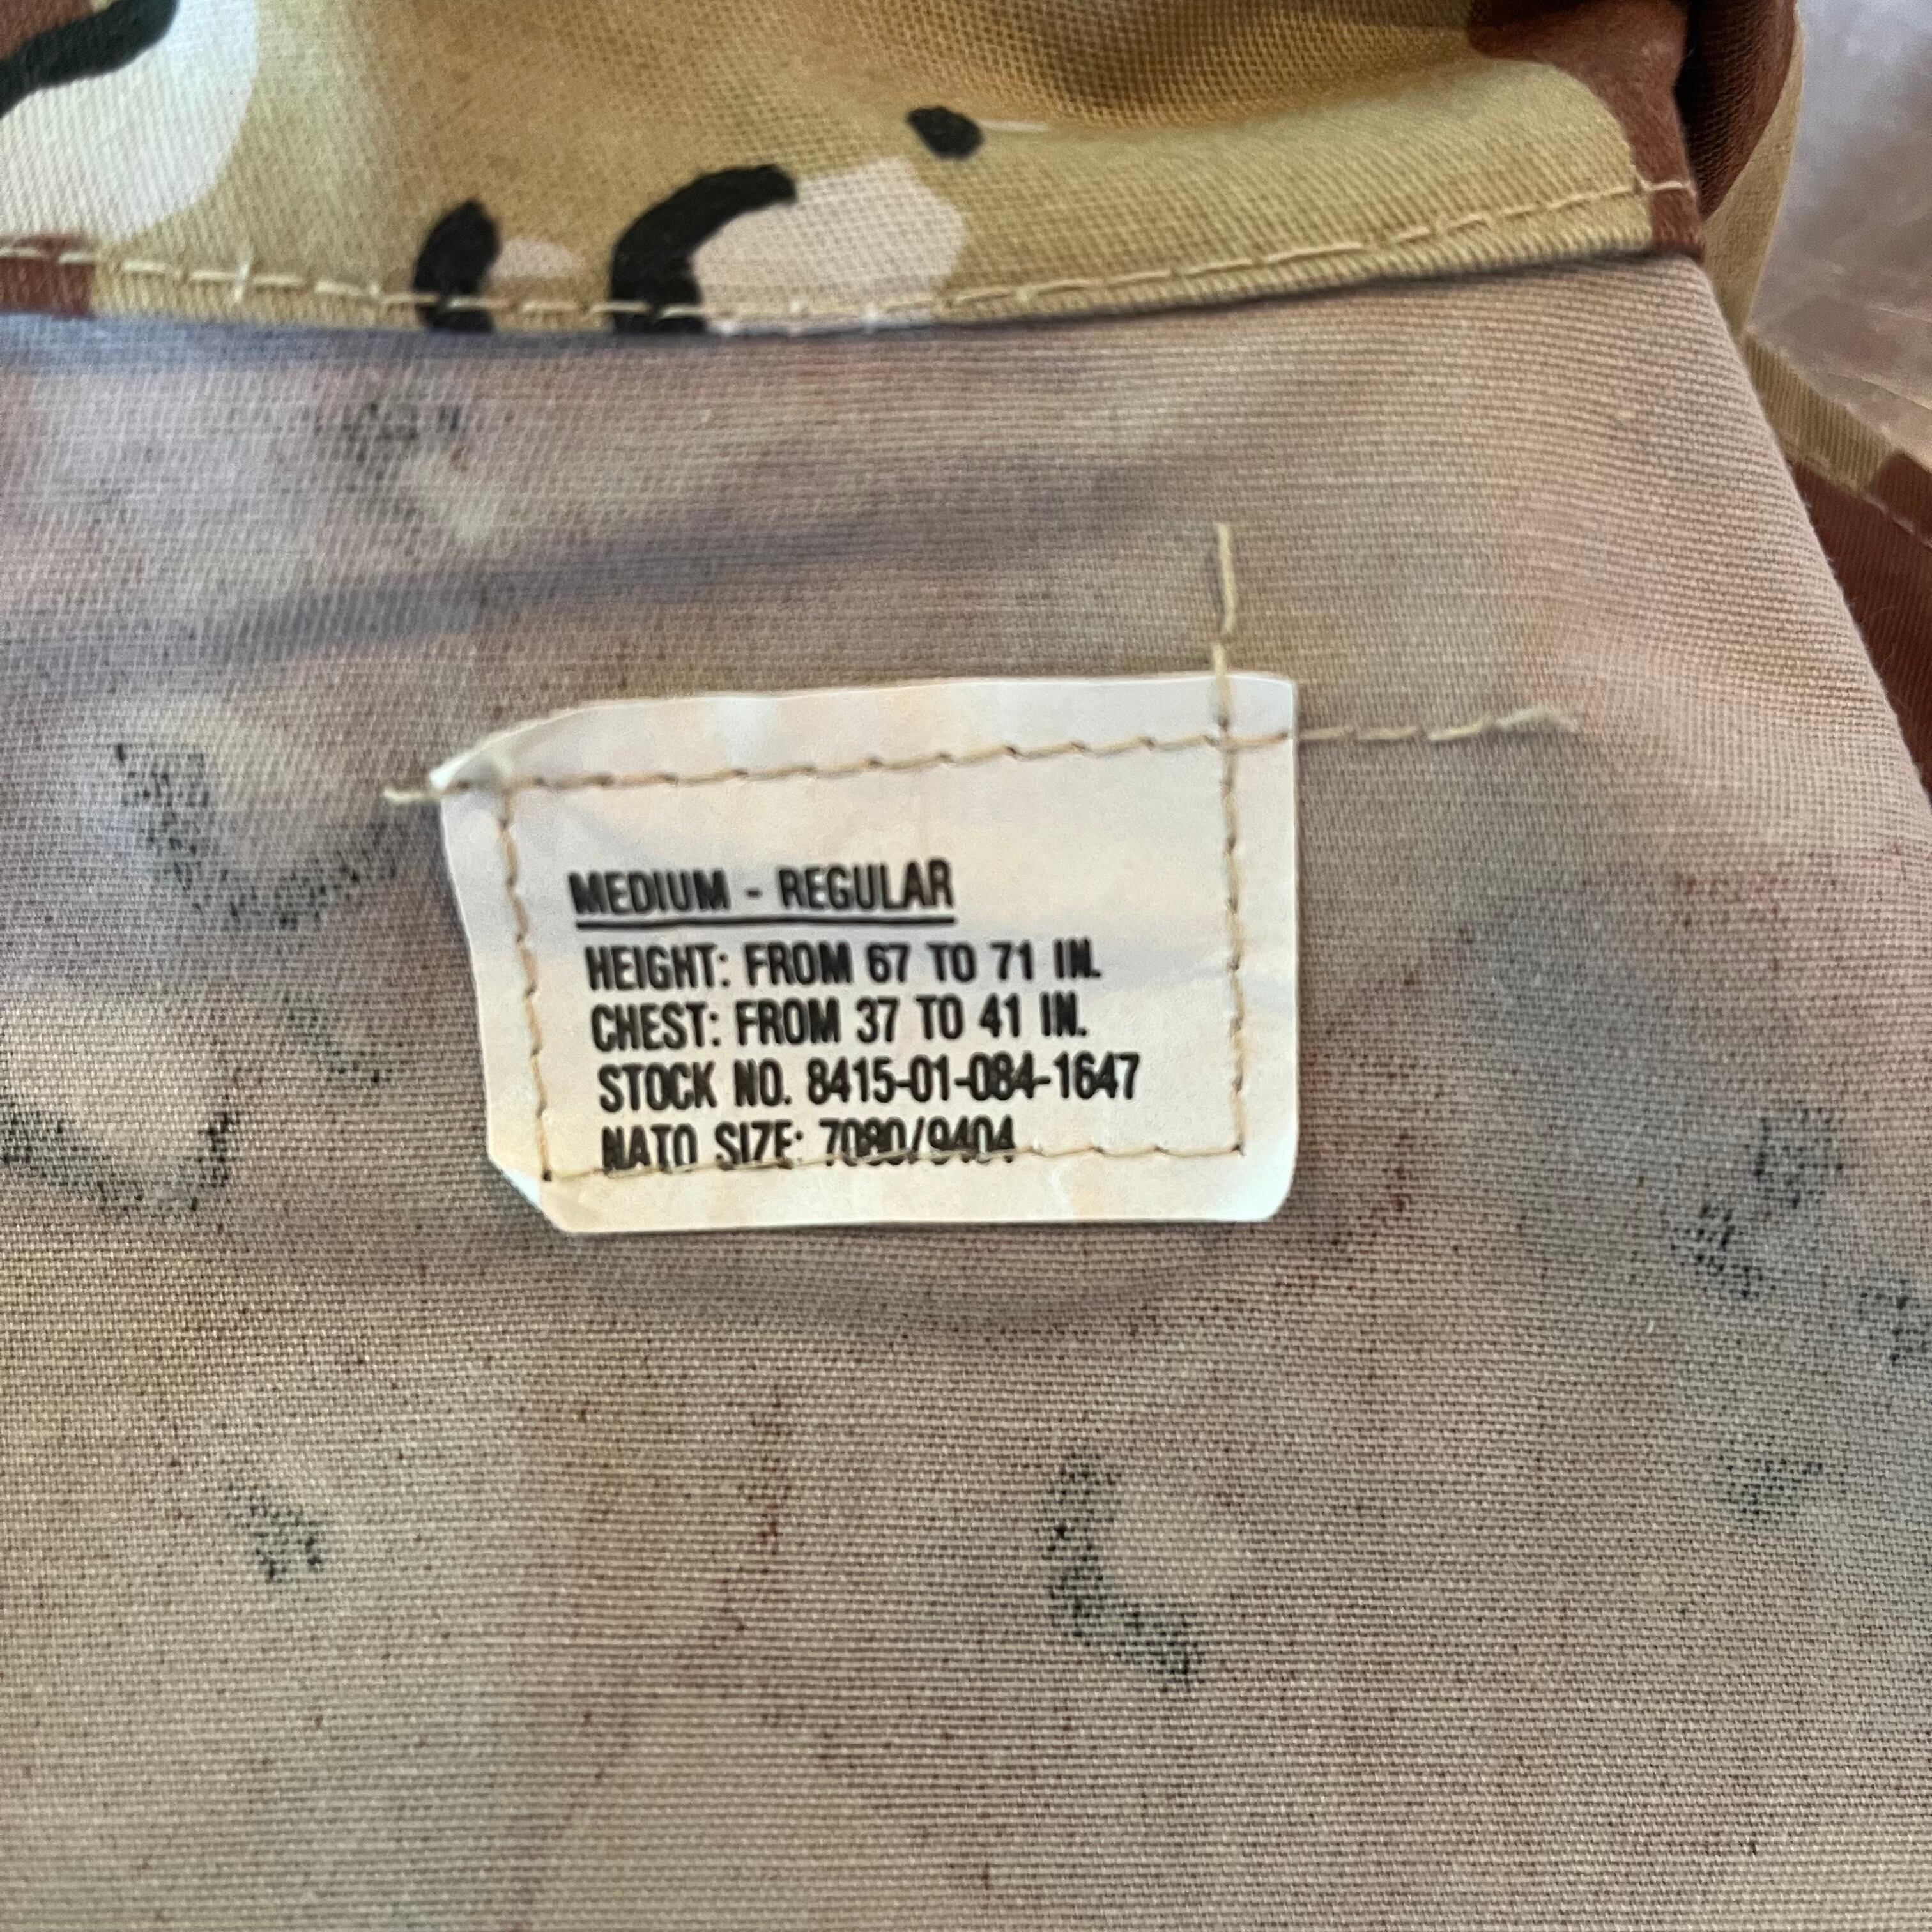 MEDIUM - REGULAR
HEIGHT: FROM 67 TO 71 IN.
CHEST: FROM 37 TO 41 IN.
STOCK NO. 8415-01-084-1647
NATO SIZE: 7080/9404